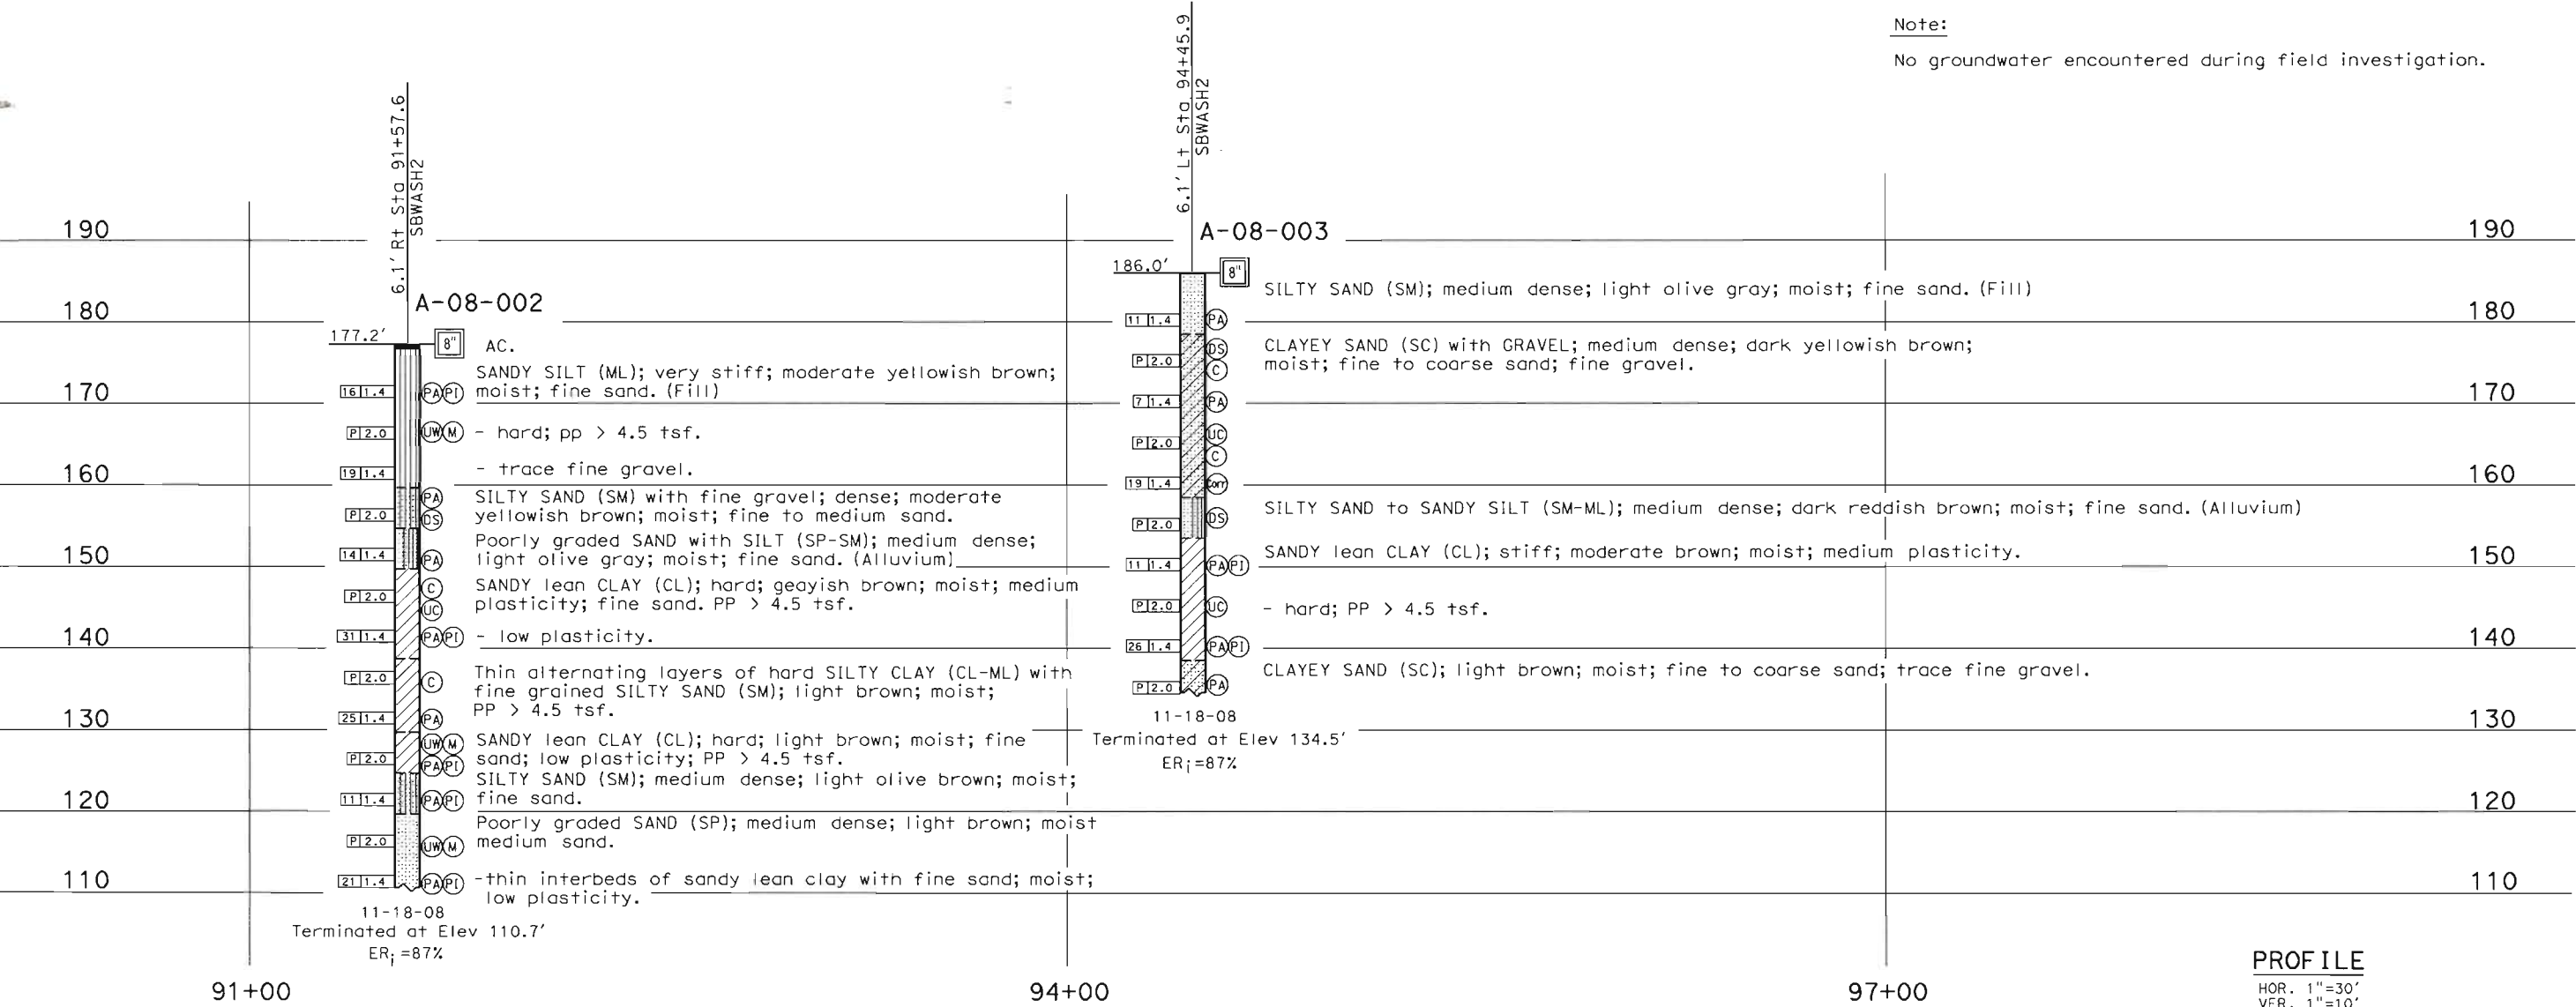 Note:
No groundwater encountered during field investigation.
6.1' Rt Sta 91+57.6
SBWASH2
6.1' Lt Sta 94+45.9
SBWASH2
190
180
170
160
150
140
130
120
110
A-08-002
177.2'
8"
AC.
SANDY SILT (ML); very stiff; moderate yellowish brown;
16 1.4
PA PI
moist; fine sand. (Fill)
P 2.0
UW M
- hard; pp > 4.5 tsf.
19 1.4
- trace fine gravel.
PA
SILTY SAND (SM) with fine gravel; dense; moderate
P 2.0
DS
yellowish brown; moist; fine to medium sand.
Poorly graded SAND with SILT (SP-SM); medium dense;
14 1.4
PA
light olive gray; moist; fine sand. (Alluvium)
C
SANDY lean CLAY (CL); hard; geayish brown; moist; medium
P 2.0
UC
plasticity; fine sand. PP > 4.5 tsf.
31 1.4
PA PI
- low plasticity.
Thin alternating layers of hard SILTY CLAY (CL-ML) with
P 2.0
C
fine grained SILTY SAND (SM); light brown; moist;
PP > 4.5 tsf.
25 1.4
PA
UW M
SANDY lean CLAY (CL); hard; light brown; moist; fine
P 2.0
PA PI
sand; low plasticity; PP > 4.5 tsf.
SILTY SAND (SM); medium dense; light olive brown; moist;
11 1.4
PA PI
fine sand.
Poorly graded SAND (SP); medium dense; light brown; moist
P 2.0
UW M
medium sand.
21 1.4
PA PI
-thin interbeds of sandy lean clay with fine sand; moist;
low plasticity.
11-18-08
Terminated at Elev 110.7'
ERi=87%
A-08-003
186.0'
8"
SILTY SAND (SM); medium dense; light olive gray; moist; fine sand. (Fill)
11 1.4
PA
DS
CLAYEY SAND (SC) with GRAVEL; medium dense; dark yellowish brown;
P 2.0
C
moist; fine to coarse sand; fine gravel.
7 1.4
PA
UC
P 2.0
C
19 1.4
Corr
SILTY SAND to SANDY SILT (SM-ML); medium dense; dark reddish brown; moist; fine sand. (Alluvium)
P 2.0
DS
SANDY lean CLAY (CL); stiff; moderate brown; moist; medium plasticity.
11 1.4
PA PI
P 2.0
UC
- hard; PP > 4.5 tsf.
26 1.4
PA PI
CLAYEY SAND (SC); light brown; moist; fine to coarse sand; trace fine gravel.
P 2.0
PA
11-18-08
Terminated at Elev 134.5'
ERi=87%
190
180
170
160
150
140
130
120
110
91+00
94+00
97+00
PROFILE
HOR. 1"=30'
VER. 1"=10'